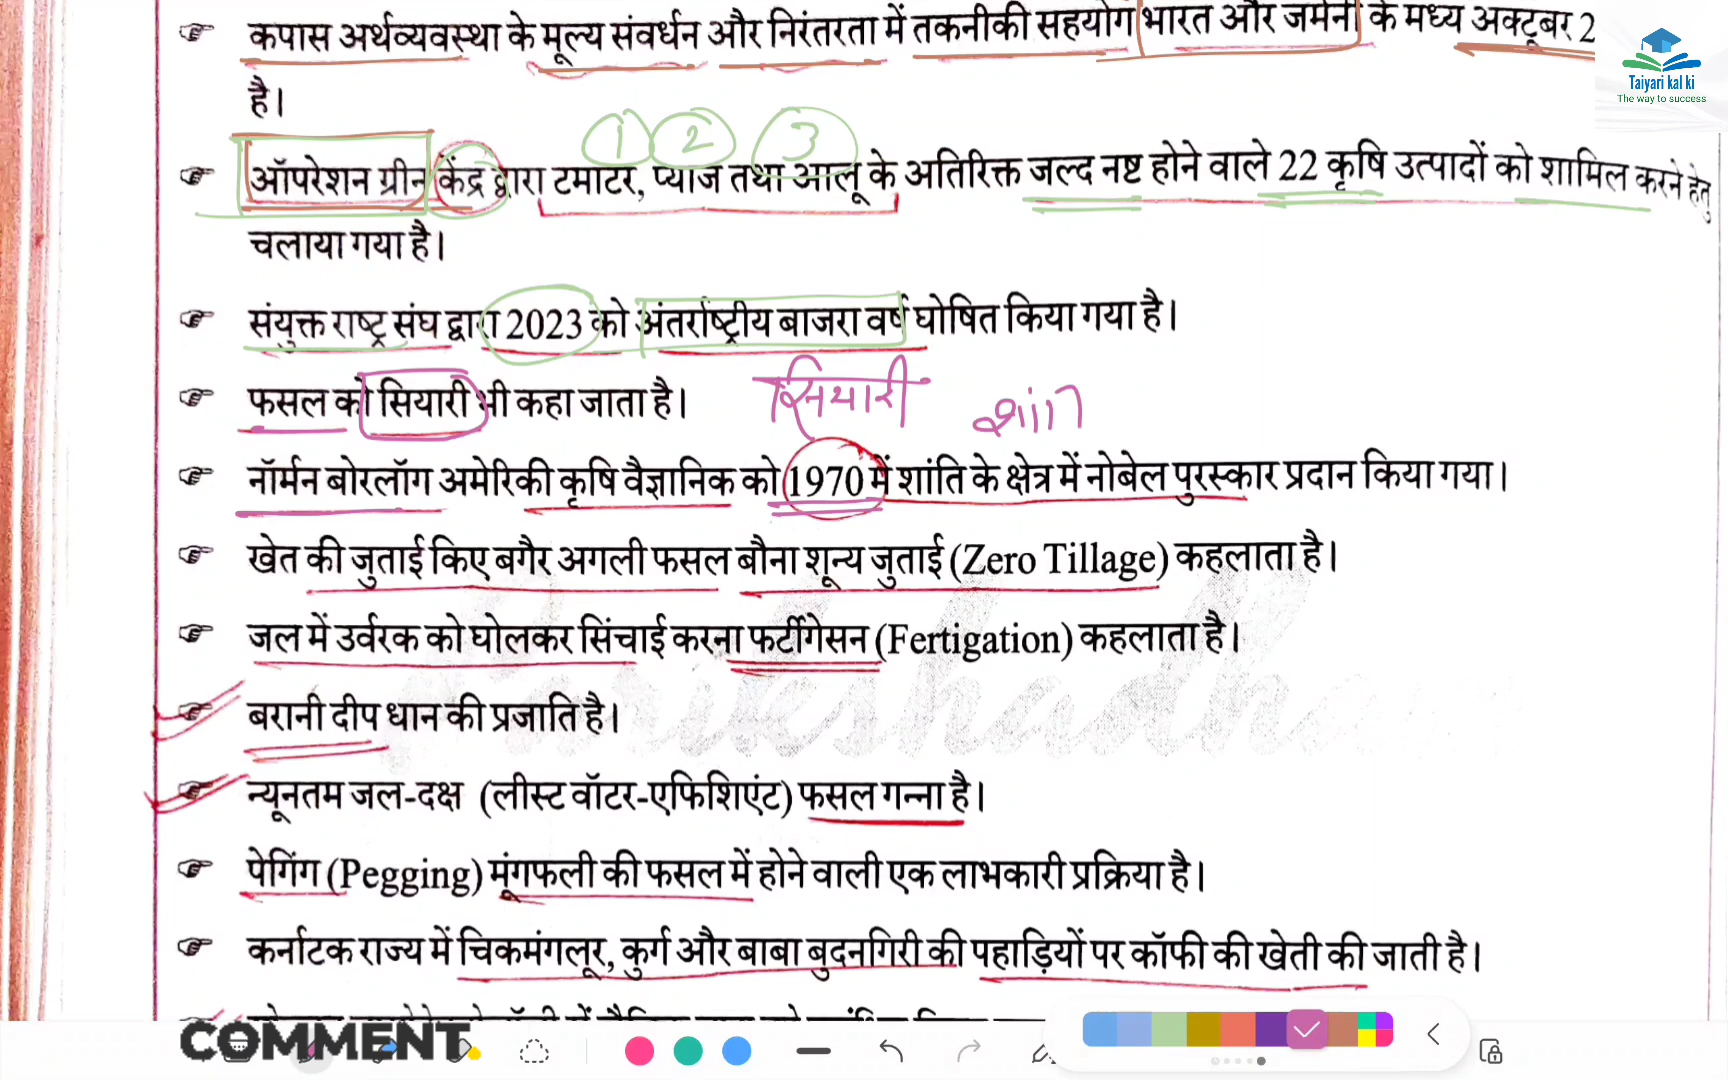 कपास अर्थव्यवस्था के मूल्य संवर्धन और निरंतरता में तकनीकी सहयोग भारत और जर्मनी के मध्य अक्टूबर 2
है।
Taiyari kal ki
The way to success
1 2 3
ऑपरेशन ग्रीन केंद्र द्वारा टमाटर, प्याज तथा आलू के अतिरिक्त जल्द नष्ट होने वाले 22 कृषि उत्पादों को शामिल करने हेतु
चलाया गया है।
संयुक्त राष्ट्र संघ द्वारा 2023 को अंतर्राष्ट्रीय बाजरा वर्ष घोषित किया गया है।
फसल को सियारी भी कहा जाता है। सियारी
नॉर्मन बोरलॉग अमेरिकी कृषि वैज्ञानिक को 1970 में शांति के क्षेत्र में नोबेल पुरस्कार प्रदान किया गया।
खेत की जुताई किए बगैर अगली फसल बौना शून्य जुताई (Zero Tillage) कहलाता है।
जल में उर्वरक को घोलकर सिंचाई करना फर्टीगेसन (Fertigation) कहलाता है।
बरानी दीप धान की प्रजाति है।
न्यूनतम जल-दक्ष (लीस्ट वॉटर-एफिशिएंट) फसल गन्ना है।
पेगिंग (Pegging) मूंगफली की फसल में होने वाली एक लाभकारी प्रक्रिया है।
कर्नाटक राज्य में चिकमंगलूर, कुर्ग और बाबा बुदनगिरी की पहाड़ियों पर कॉफी की खेती की जाती है।
COMMENT